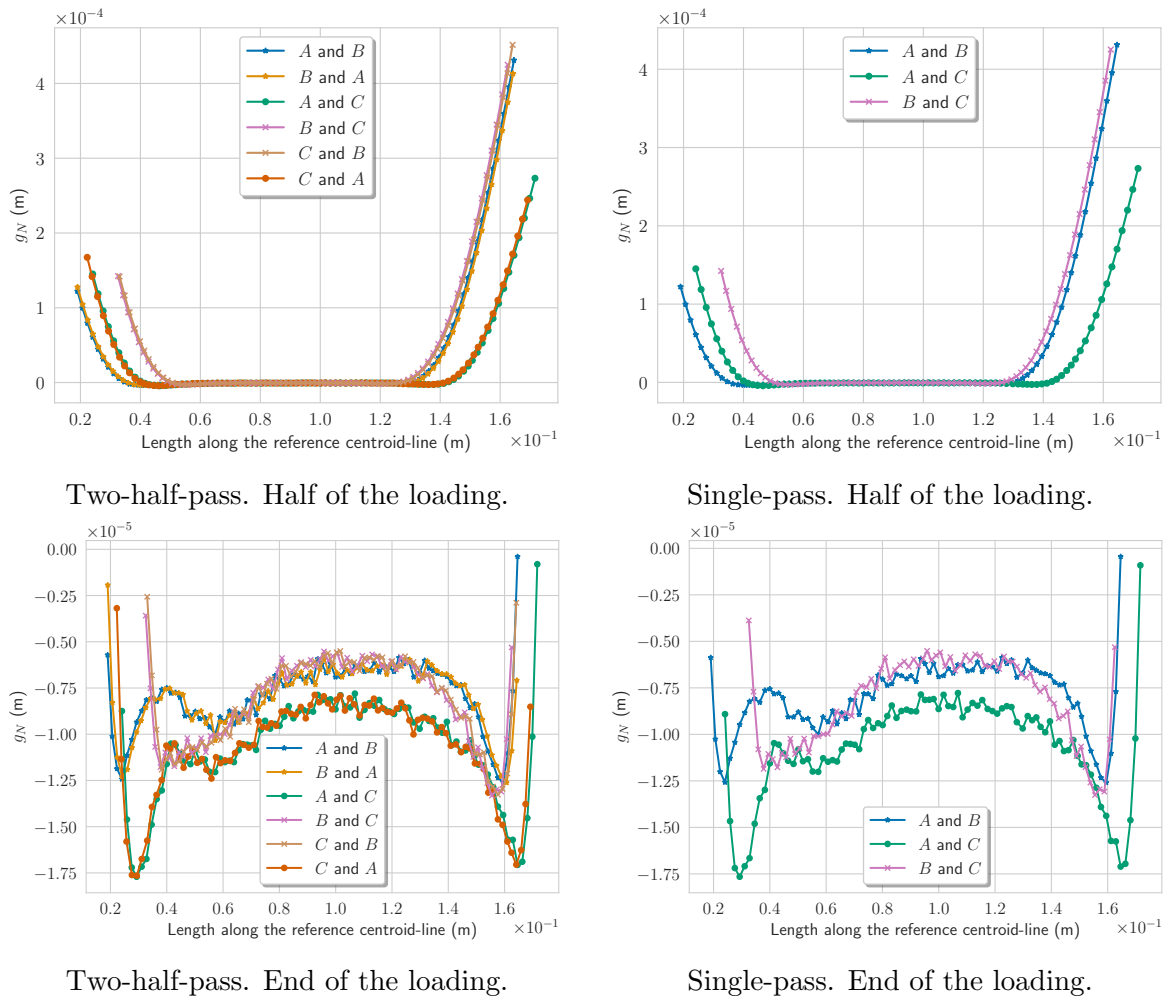 ×10⁻⁴
A and B
B and A
A and C
B and C
C and B
C and A
4
3
2
1
0
g_N (m)
0.2 0.4 0.6 0.8 1.0 1.2 1.4 1.6
Length along the reference centroid-line (m) ×10⁻¹
Two-half-pass. Half of the loading.
×10⁻⁴
A and B
A and C
B and C
4
3
2
1
0
g_N (m)
0.2 0.4 0.6 0.8 1.0 1.2 1.4 1.6
Length along the reference centroid-line (m) ×10⁻¹
Single-pass. Half of the loading.
×10⁻⁵
0.00
−0.25
−0.50
−0.75
−1.00
−1.25
−1.50
−1.75
g_N (m)
A and B
B and A
A and C
B and C
C and B
C and A
0.2 0.4 0.6 0.8 1.0 1.2 1.4 1.6
Length along the reference centroid-line (m) ×10⁻¹
Two-half-pass. End of the loading.
×10⁻⁵
0.00
−0.25
−0.50
−0.75
−1.00
−1.25
−1.50
−1.75
g_N (m)
A and B
A and C
B and C
0.2 0.4 0.6 0.8 1.0 1.2 1.4 1.6
Length along the reference centroid-line (m) ×10⁻¹
Single-pass. End of the loading.